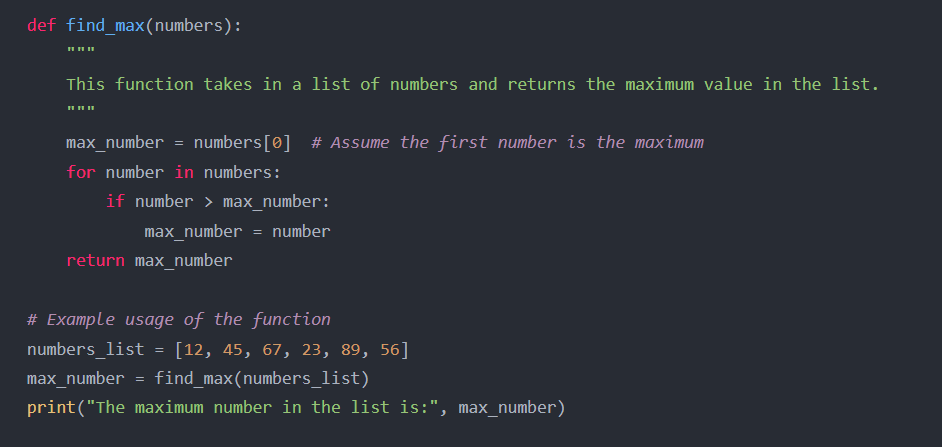 def find_max(numbers):
    """
    This function takes in a list of numbers and returns the maximum value in the list.
    """
    max_number = numbers[0]  # Assume the first number is the maximum
    for number in numbers:
        if number > max_number:
            max_number = number
    return max_number

# Example usage of the function
numbers_list = [12, 45, 67, 23, 89, 56]
max_number = find_max(numbers_list)
print("The maximum number in the list is:", max_number)